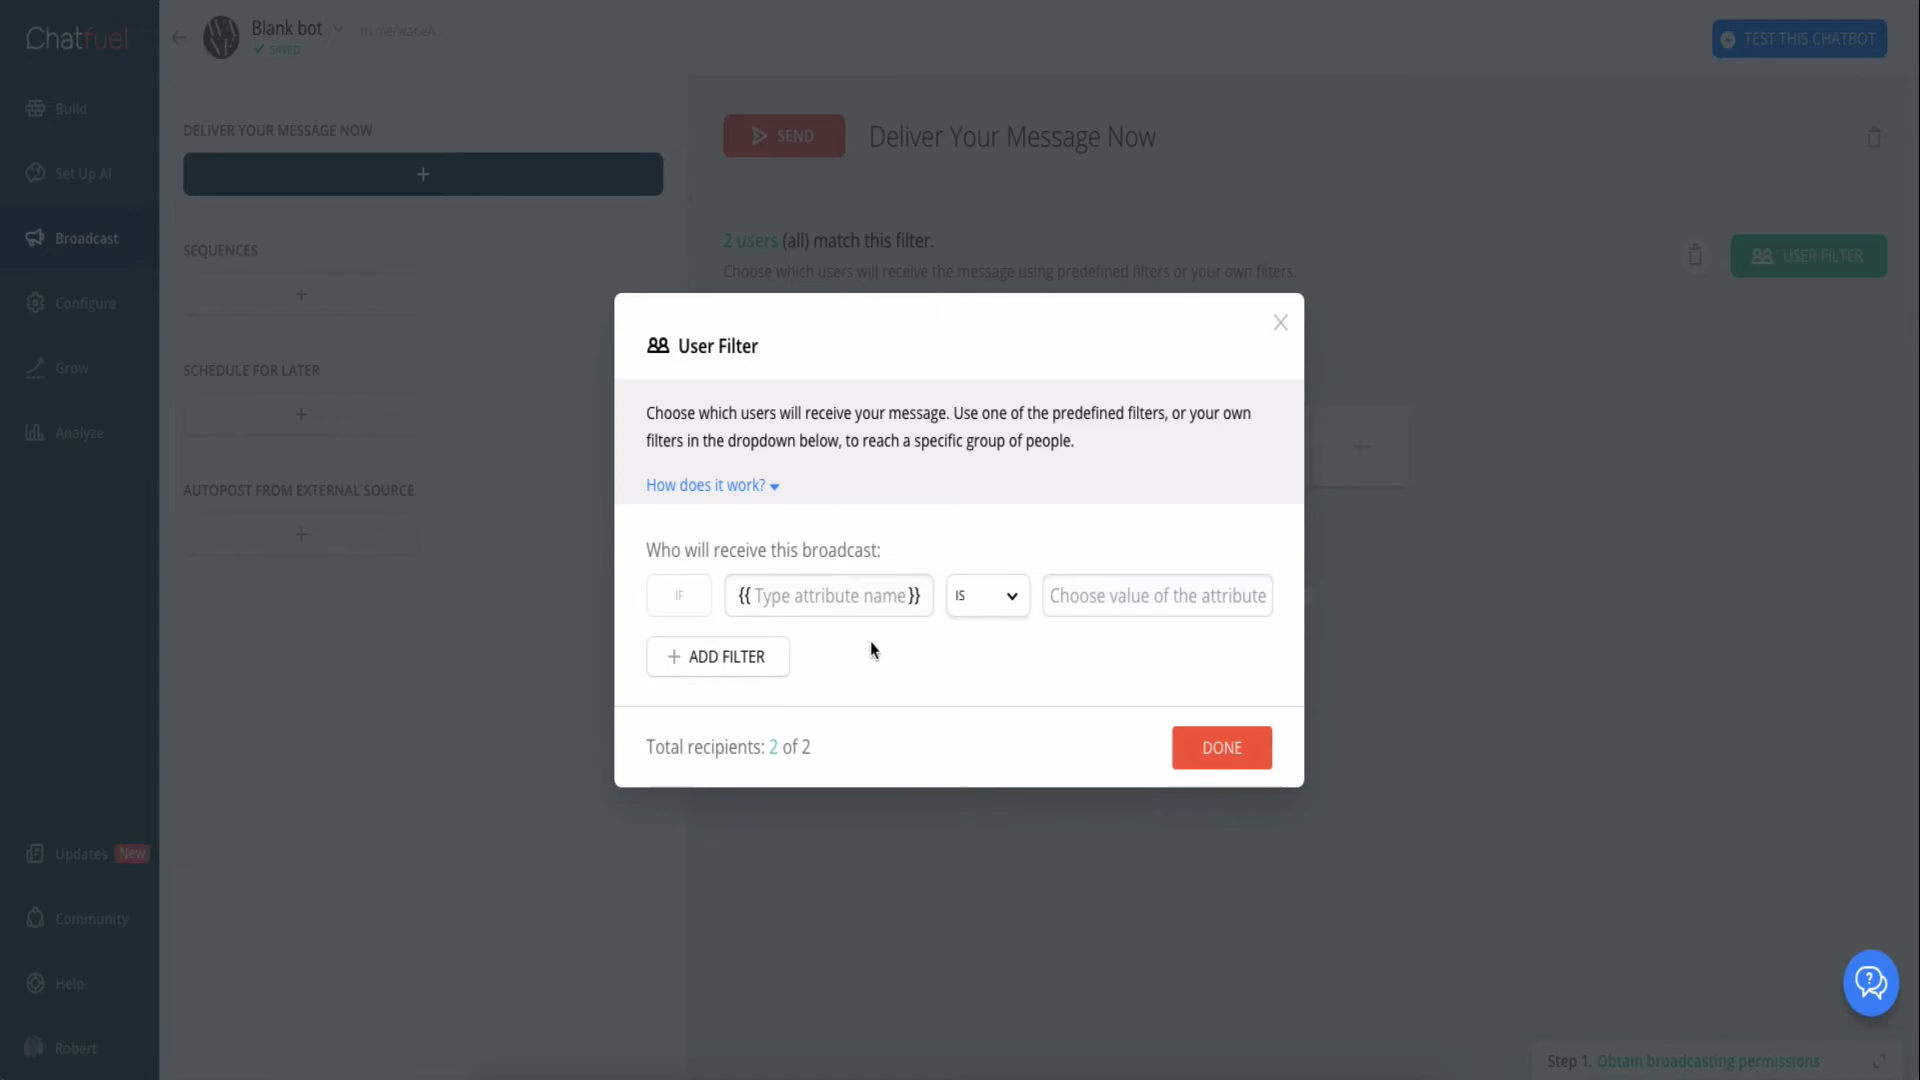 Chatfuel
Blank bot
SAVED
TEST THIS CHATBOT
Build
Set Up AI
Broadcast
Configure
Grow
Analyze
Updates New
Community
Help
Robert
DELIVER YOUR MESSAGE NOW
+
SEQUENCES
+
SCHEDULE FOR LATER
+
AUTOPOST FROM EXTERNAL SOURCE
+
SEND
Deliver Your Message Now
2 users (all) match this filter.
Choose which users will receive the message using predefined filters or your own filters.
USER FILTER
User Filter
X
Choose which users will receive your message. Use one of the predefined filters, or your own
filters in the dropdown below, to reach a specific group of people.
How does it work?
Who will receive this broadcast:
IF {{ Type attribute name }} IS Choose value of the attribute
+ ADD FILTER
Total recipients: 2 of 2
DONE
Step 1. Obtain broadcasting permissions